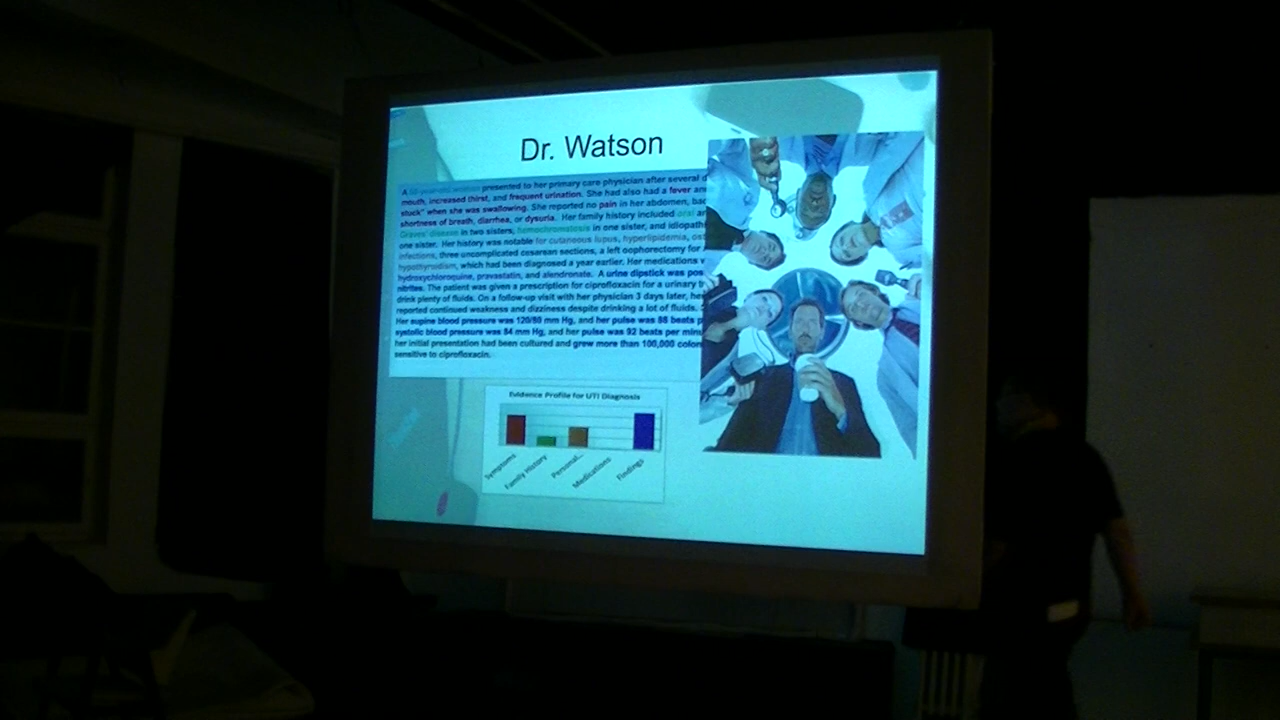 Dr. Watson
A 58-year-old woman presented to her primary care physician after several d
mouth, increased thirst, and frequent urination. She had also had a fever an
stuck" when she was swallowing. She reported no pain in her abdomen, bac
shortness of breath, diarrhea, or dysuria. Her family history included oral an
Graves' disease in two sisters, hemochromatosis in one sister, and idiopath
one sister. Her history was notable for cutaneous lupus, hyperlipidemia, ost
infections, three uncomplicated cesarean sections, a left oophorectomy for
hypothyroidism, which had been diagnosed a year earlier. Her medications w
hydroxychloroquine, pravastatin, and alendronate. A urine dipstick was pos
nitrites. The patient was given a prescription for ciprofloxacin for a urinary tr
drink plenty of fluids. On a follow-up visit with her physician 3 days later, he
reported continued weakness and dizziness despite drinking a lot of fluids.
Her supine blood pressure was 120/80 mm Hg, and her pulse was 88 beats p
systolic blood pressure was 84 mm Hg, and her pulse was 92 beats per minu
her initial presentation had been cultured and grew more than 100,000 colon
sensitive to ciprofloxacin.
Evidence Profile for UTI Diagnosis
Symptoms
Family History
Personal...
Medications
Findings